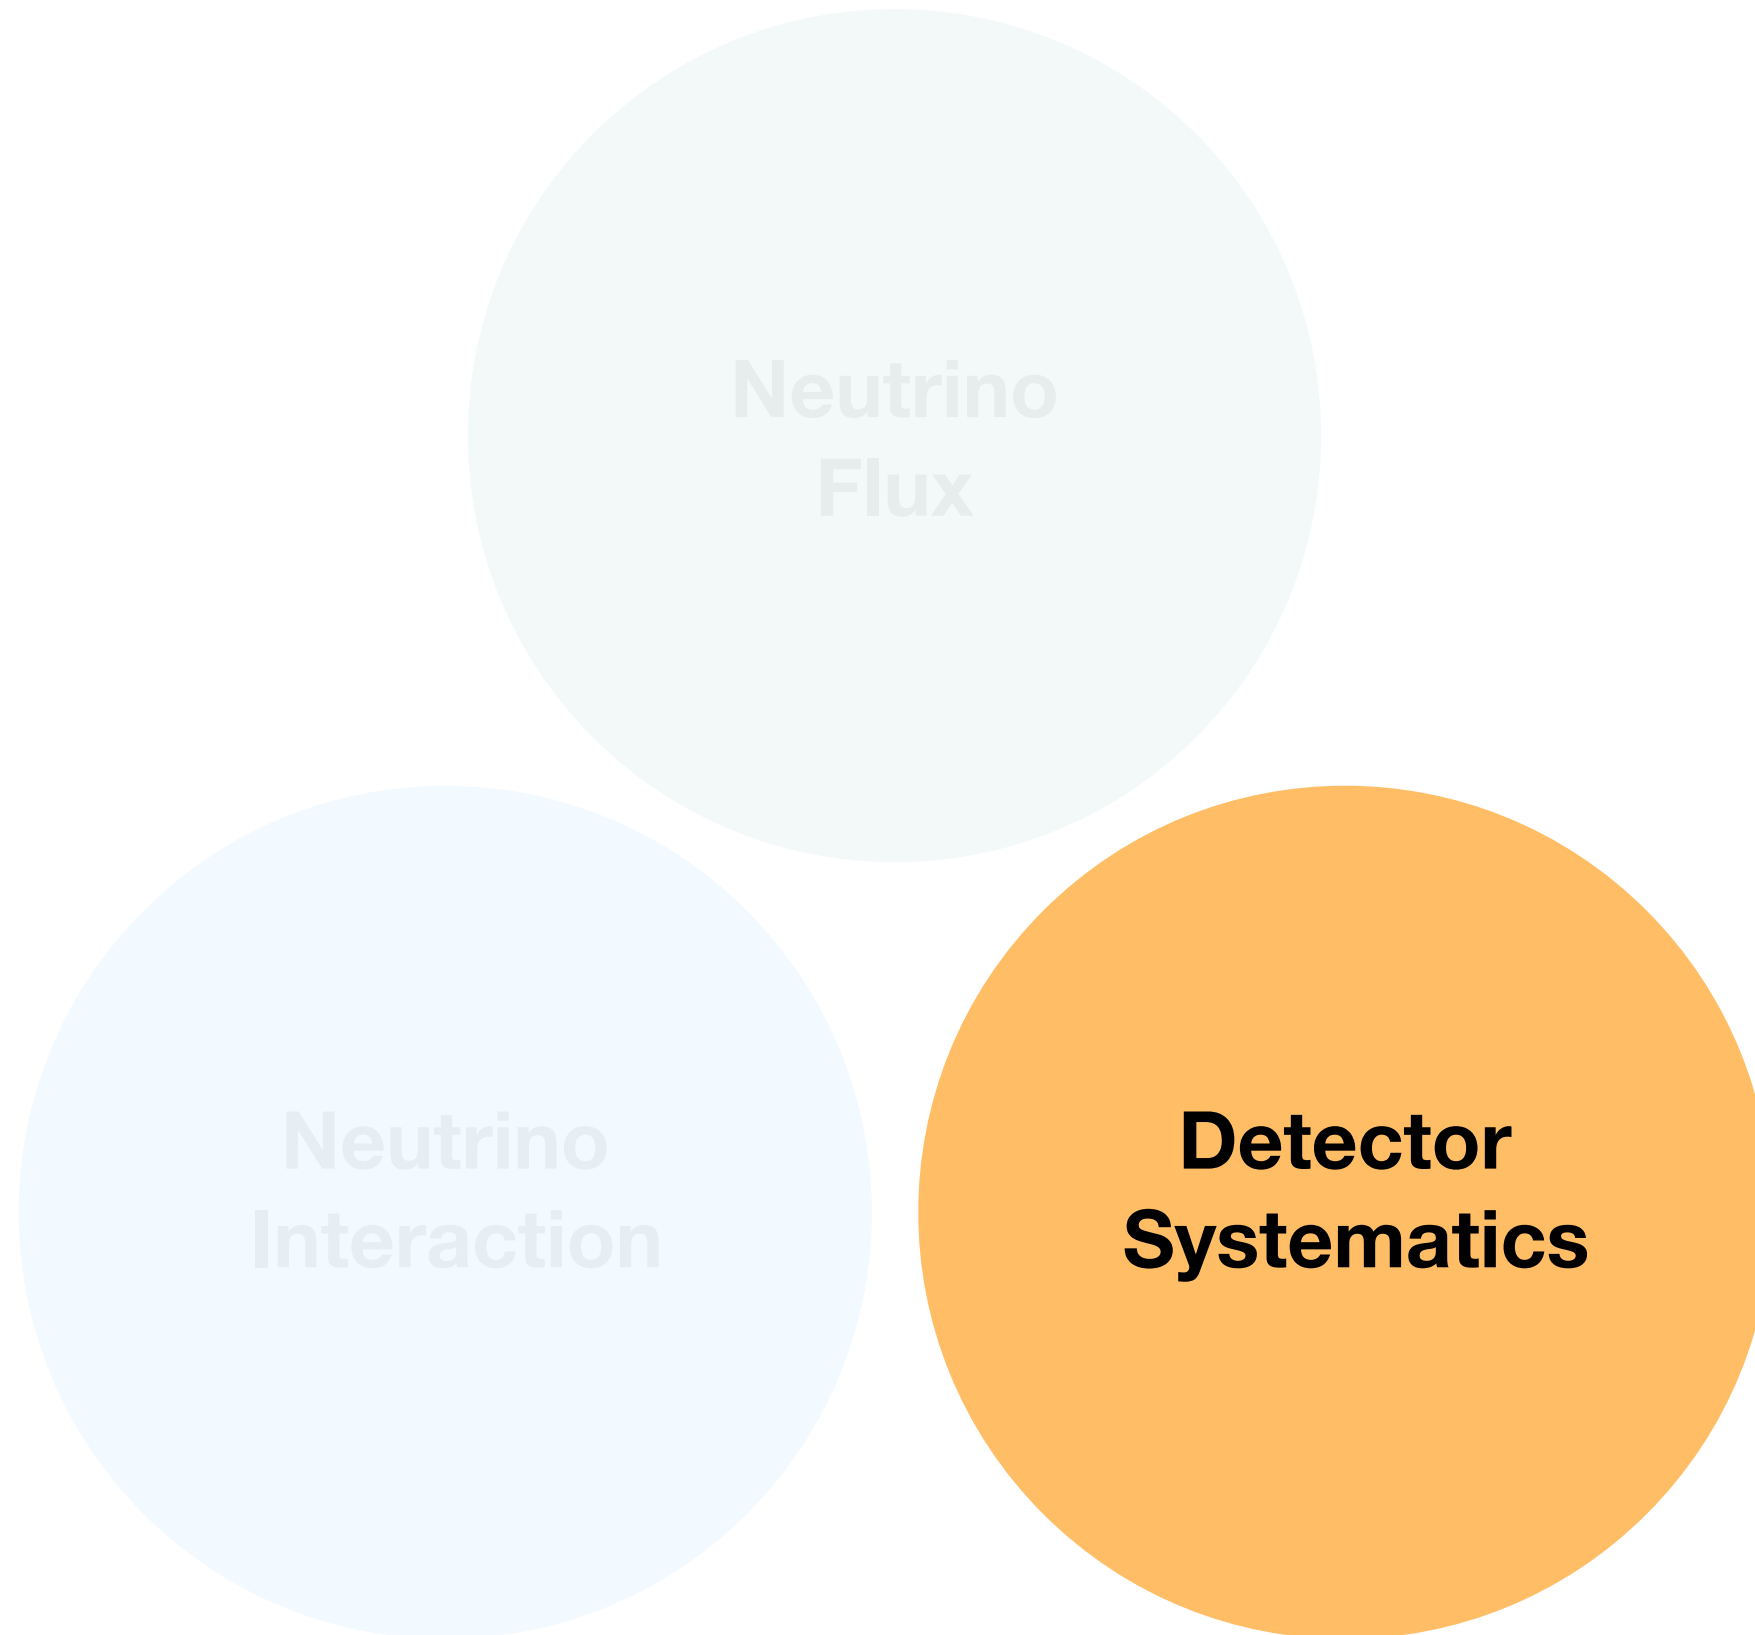 Neutrino
Flux
Neutrino
Interaction
Detector
Systematics